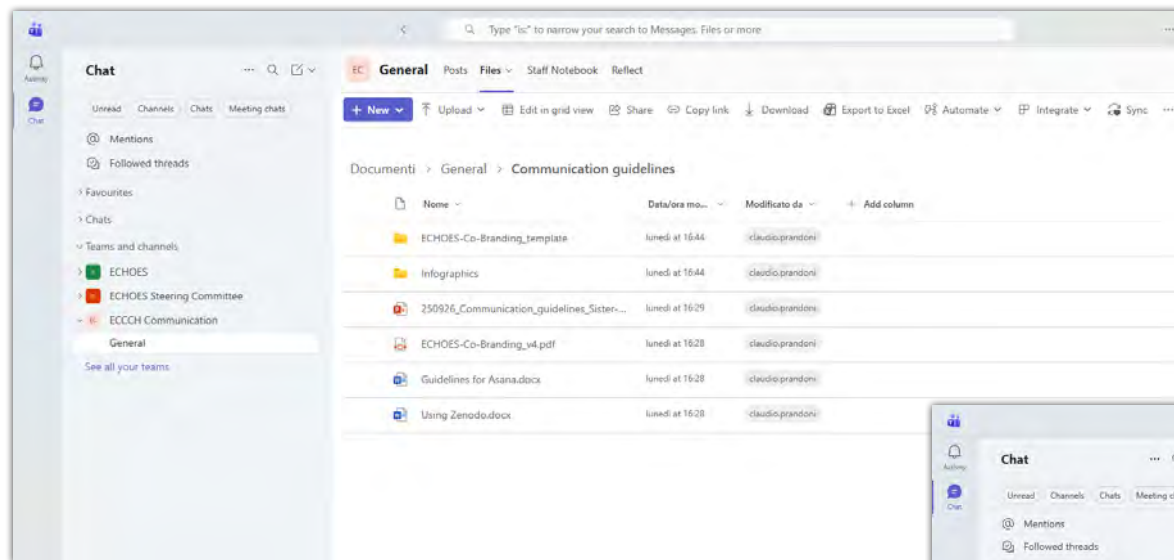 Type "is:" to narrow your search to Messages. Files or more
Activity
Chat
Chat
Unread Channels Chats Meeting chats
Mentions
Followed threads
Favourites
Chats
Teams and channels
ECHOES
ECHOES Steering Committee
EC ECCCH Communication
General
See all your teams
EC General Posts Files Staff Notebook Reflect
+ New Upload Edit in grid view Share Copy link Download Export to Excel Automate Integrate Sync ...
Documenti > General > Communication guidelines
Nome Data/ora mo... Modificato da + Add column
ECHOES-Co-Branding_template lunedì at 16:44 claudio.prandoni
Infographics lunedì at 16:44 claudio.prandoni
250926_Communication_guidelines_Sister-... lunedì at 16:29 claudio.prandoni
ECHOES-Co-Branding_v4.pdf lunedì at 16:28 claudio.prandoni
Guidelines for Asana.docx lunedì at 16:28 claudio.prandoni
Using Zenodo.docx lunedì at 16:28 claudio.prandoni
Activity
Chat
Chat ...
Unread Channels Chats Meeting c
Mentions
Followed threads